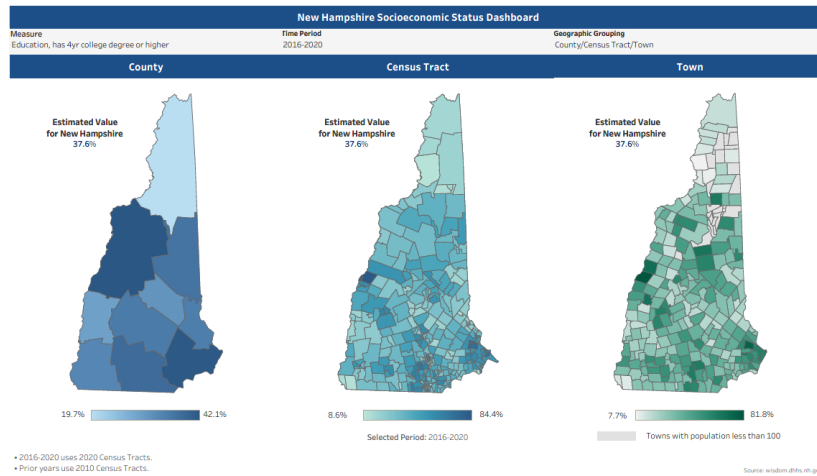 New Hampshire Socioeconomic Status Dashboard
Measure
Time Period
Geographic Grouping
Education, has 4yr college degree or higher
2016-2020
County/Census Tract/Town
County
Census Tract
Town
Estimated Value
for New Hampshire
37.6%
Estimated Value
for New Hampshire
37.6%
Estimated Value
for New Hampshire
37.6%
19.7%
42.1%
8.6%
84.4%
7.7%
81.8%
Selected Period: 2016-2020
Towns with population less than 100
• 2016-2020 uses 2020 Census Tracts.
• Prior years use 2010 Census Tracts.
Source: wisdom.dhhs.nh.g